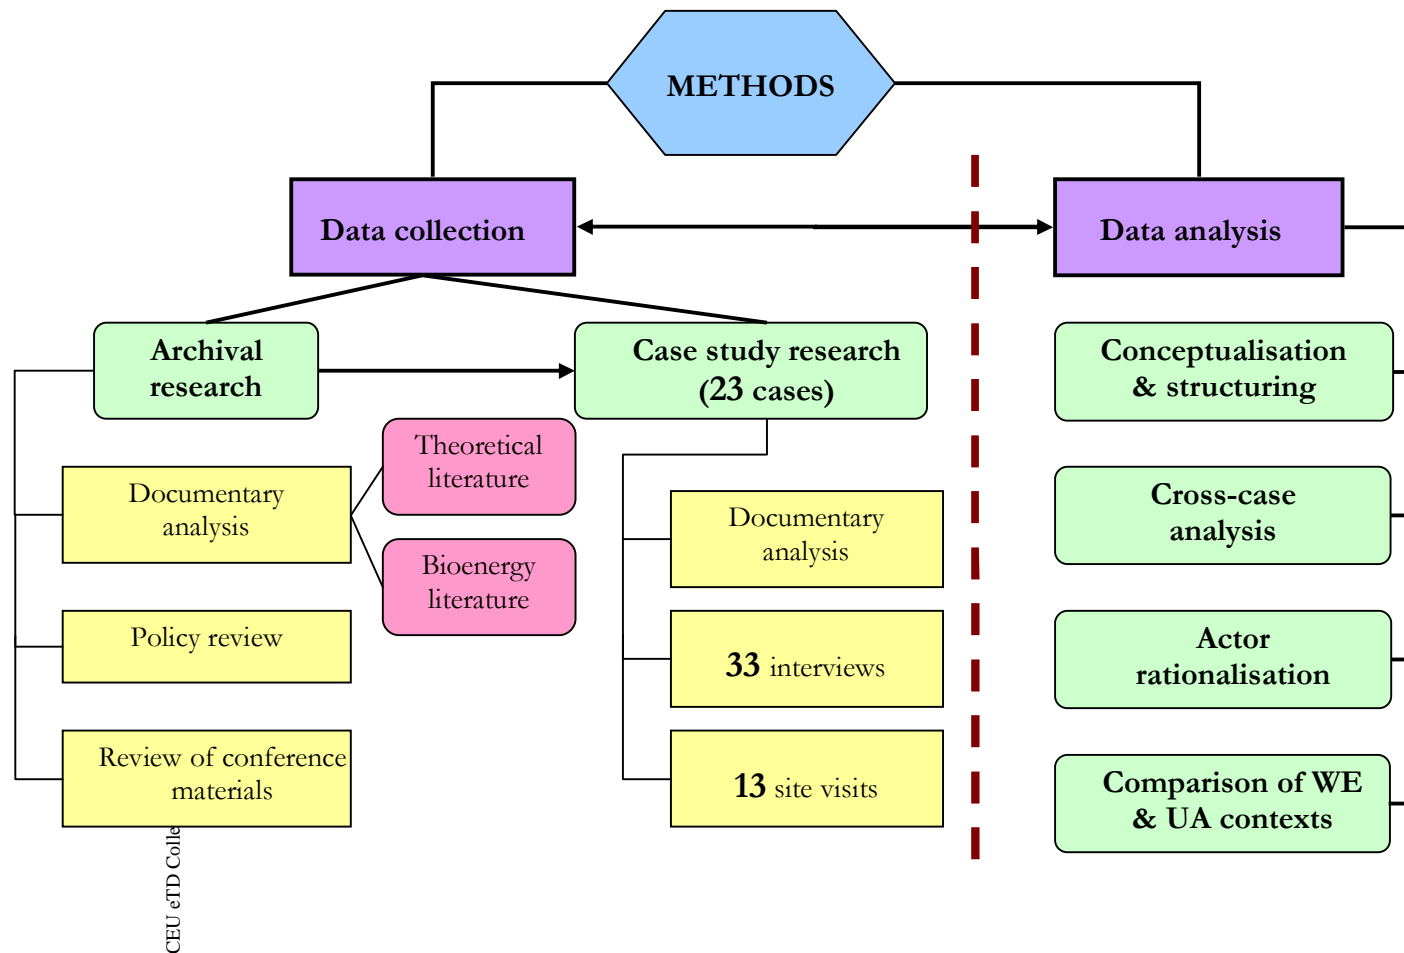 METHODS
Data collection
Data analysis
Archival
research
Case study research
(23 cases)
Conceptualisation
& structuring
Theoretical
literature
Documentary
analysis
Bioenergy
literature
Documentary
analysis
Cross-case
analysis
Policy review
33 interviews
Actor
rationalisation
Review of conference
materials
13 site visits
Comparison of WE
& UA contexts
CEU eTD Colle